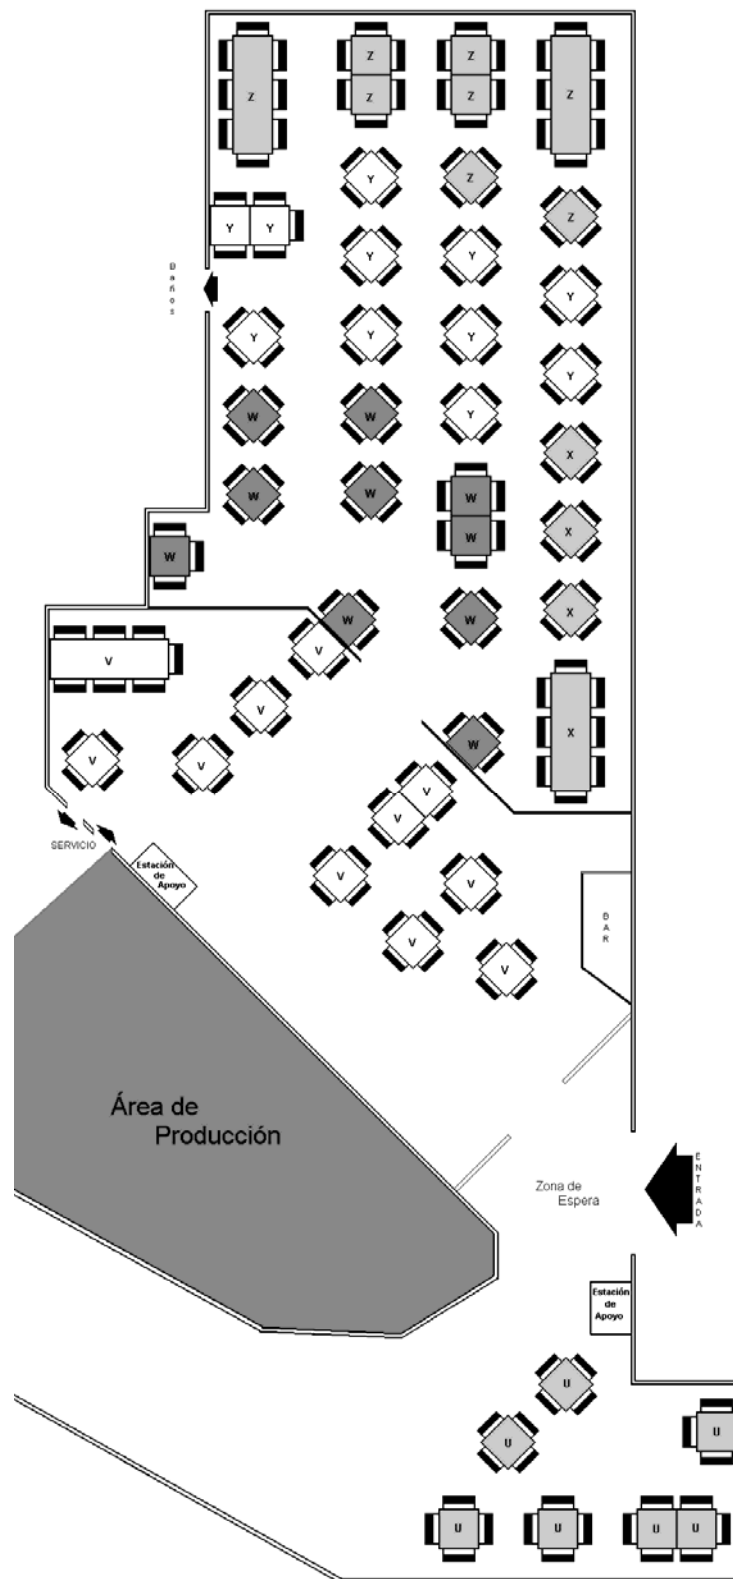 Z Z Z
Z Z Z Z
Y Z
Z
Y Y
Y Y
Baños
Y
Y Y Y
Y
W W Y
X
W W W
W X
W
W W X
V V
V
W X
V V
V
V
SERVICIO
Estación
de
Apoyo
V V
BAR
V
V
Área de
Producción
ENTRADA
Zona de
Espera
Estación
de
Apoyo
U
U
U
U U U U